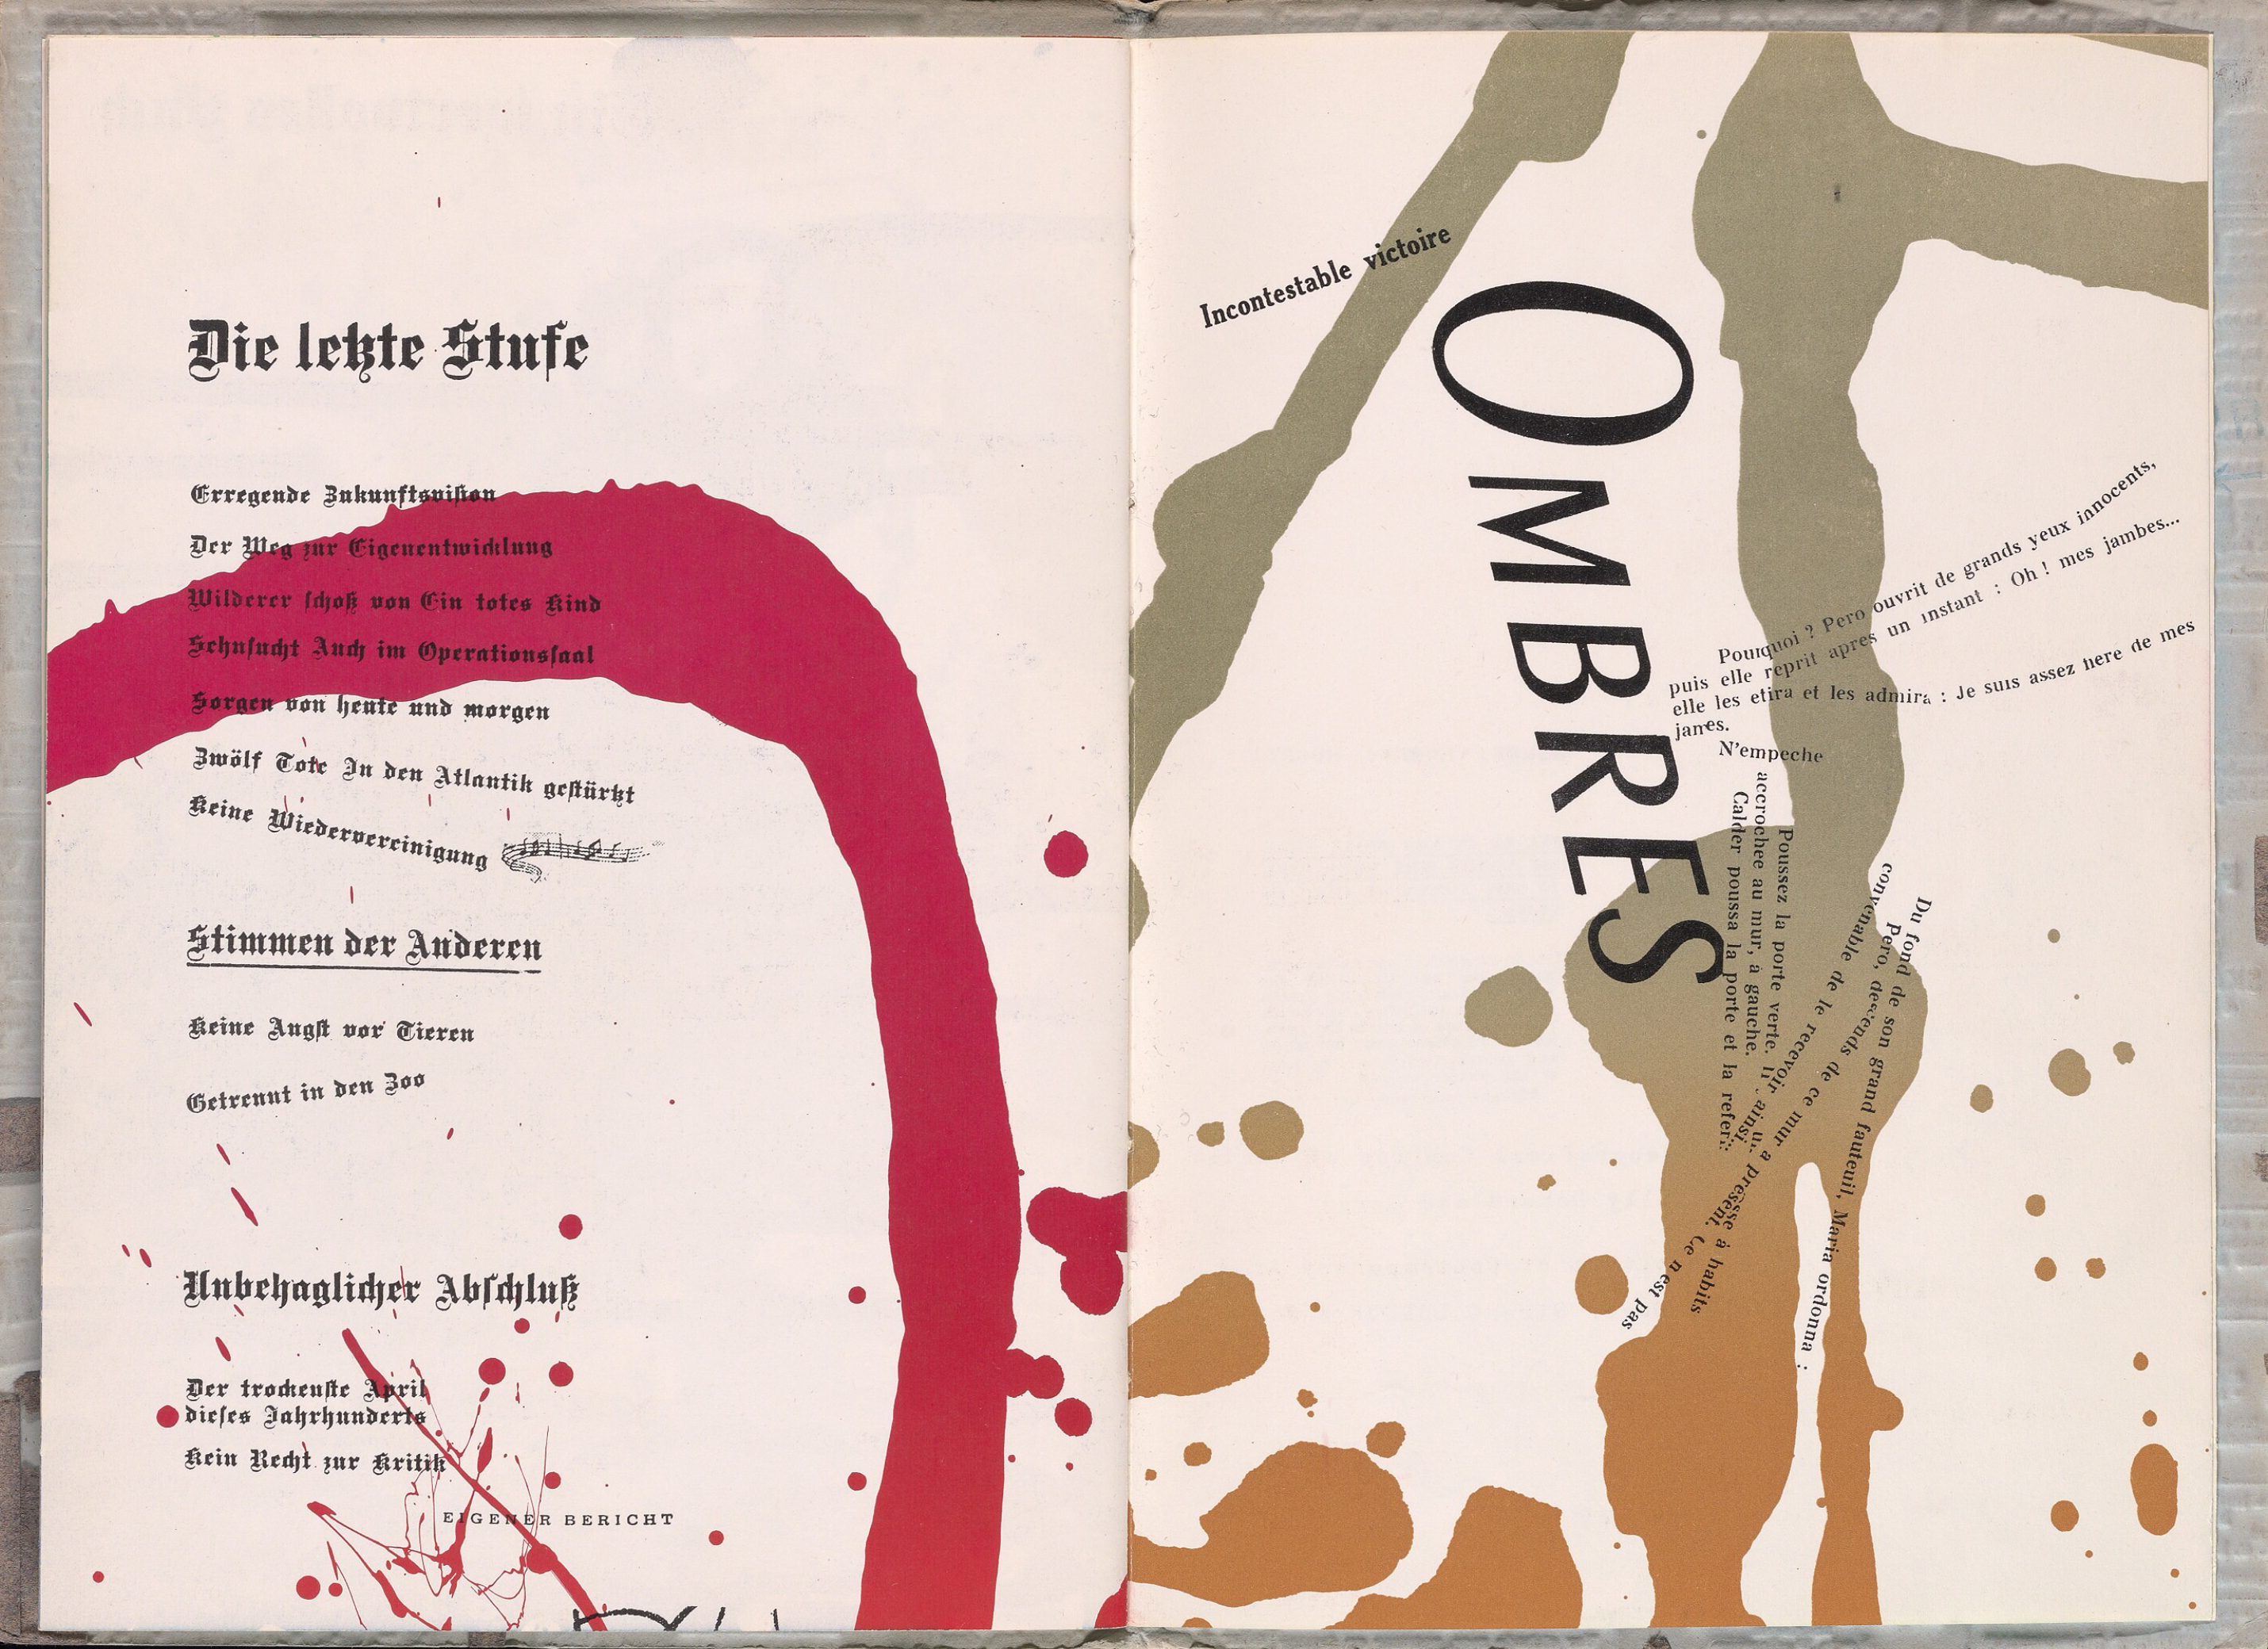 Die letzte Stufe
Erregende Zukunftsvision
Der Weg zur Eigenentwicklung
Wilderer schoß von Ein totes Kind
Sehnsucht Auch im Operationssaal
Sorgen von heute und morgen
Zwölf Tote In den Atlantik gestürzt
Keine Wiedervereinigung
Stimmen der Anderen
Keine Angst vor Tieren
Getrennt in den Zoo
Unbehaglicher Abschluß
Der trockenste April
dieses Jahrhunderts
Kein Recht zur Kritik
EIGENER BERICHT
Incontestable victoire
OMBRES
Pourquoi ? Pero ouvrit de grands yeux innocents,
puis elle reprit apres un instant : Oh ! mes jambes...
elle les etira et les admira : Je suis assez fiere de mes
jambes.
N'empeche
Poussez la porte verte.
accrochee au mur, à gauche.
Calder poussa la porte et la
Du fond de son grand fauteuil, Maria ordonna :
Pero, descends de ce mur a présent. Ce n est pas
convenable de le recevoir ainsi
à habits